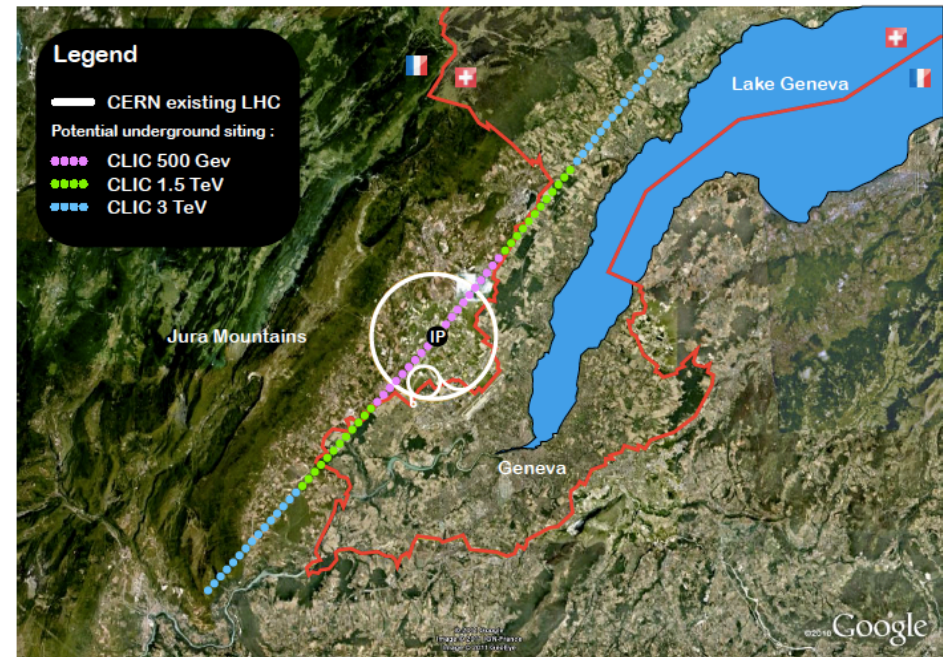 Legend
CERN existing LHC
Potential underground siting :
CLIC 500 Gev
CLIC 1.5 TeV
CLIC 3 TeV
Lake Geneva
Jura Mountains
IP
Geneva
©2010 Google